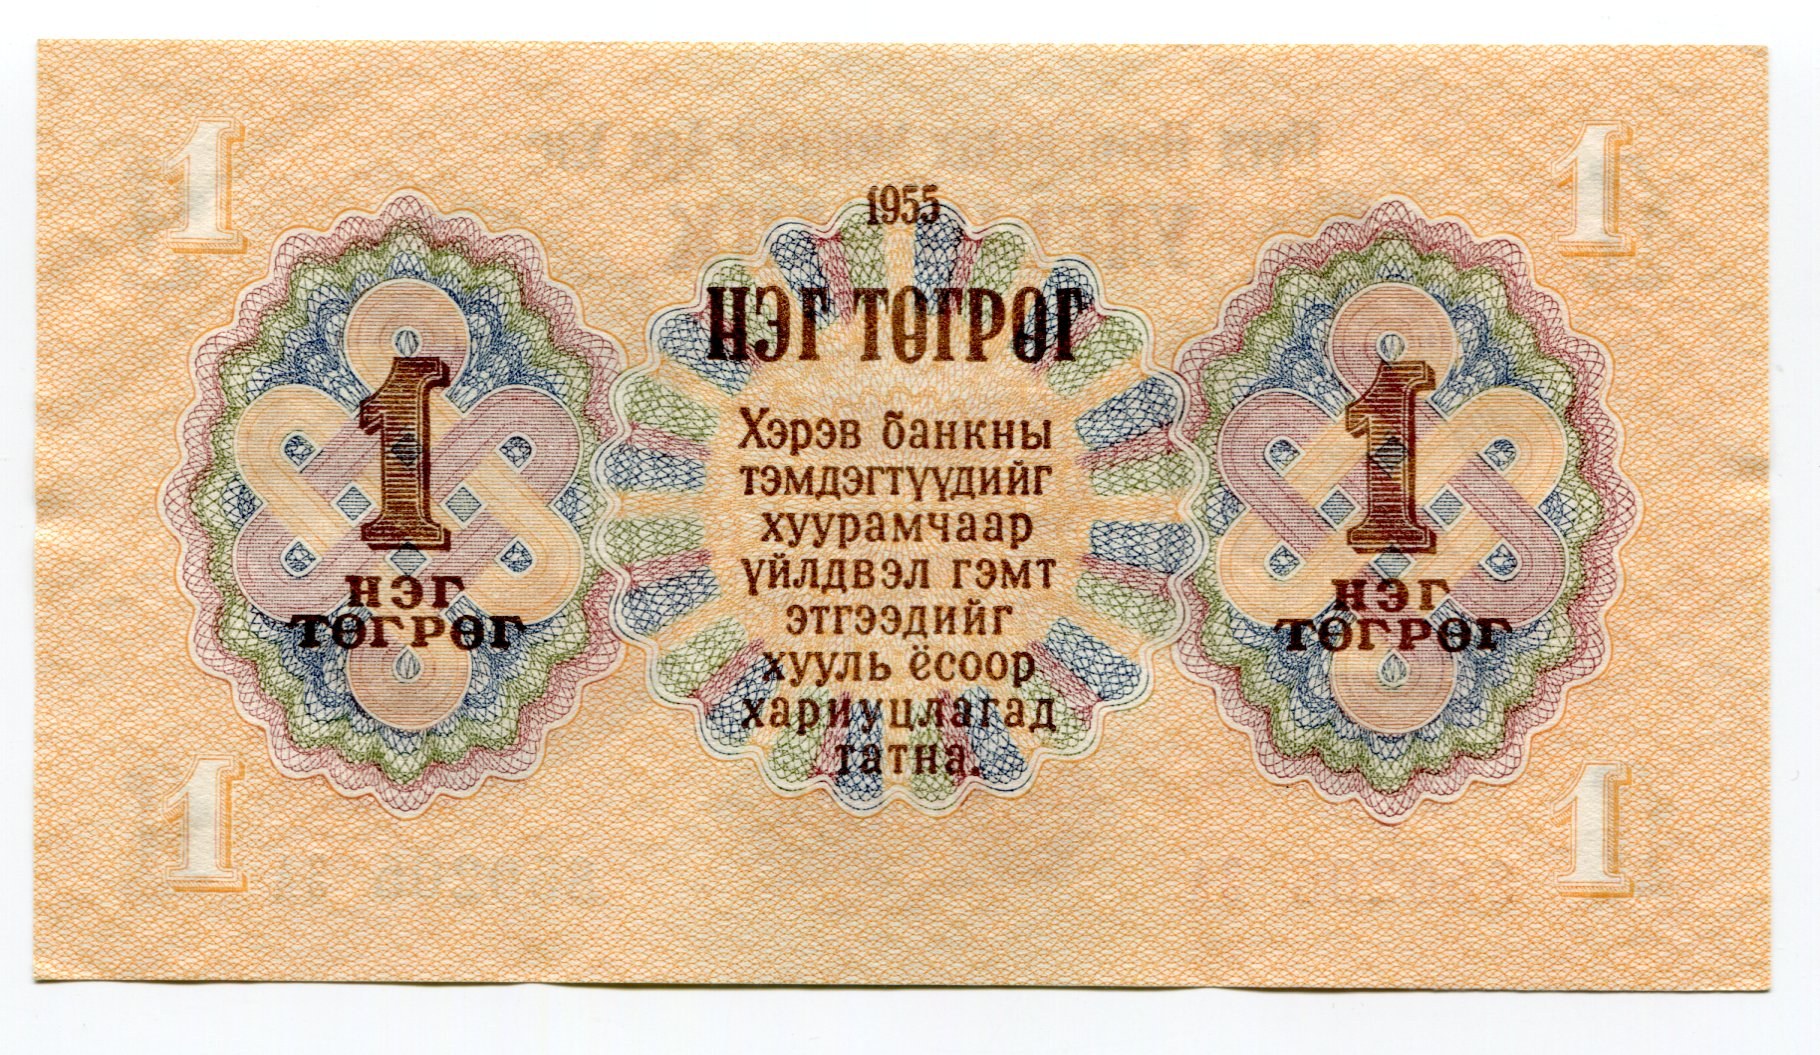 1
1
1955
НЭГ ТӨГРӨГ
1
НЭГ
ТӨГРӨГ
Хэрэв банкны
тэмдэгтүүдийг
хуурамчаар
үйлдвэл гэмт
этгээдийг
хууль ёсоор
хариуцлагад
татна.
1
НЭГ
ТӨГРӨГ
1
1